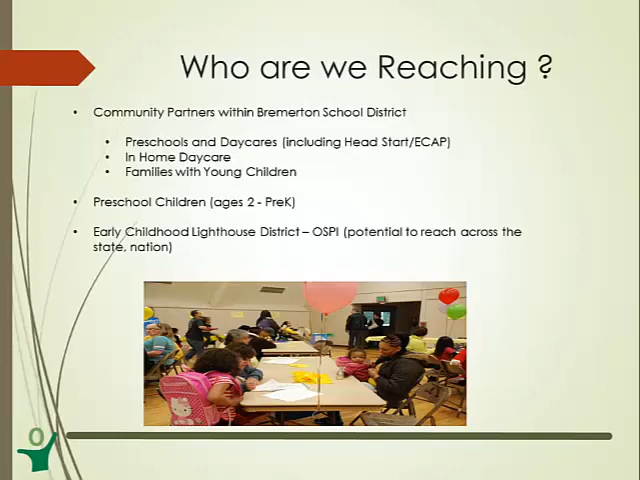 Who are we Reaching ?
• Community Partners within Bremerton School District
• Preschools and Daycares (including Head Start/ECAP)
• In Home Daycare
• Families with Young Children
• Preschool Children (ages 2 - PreK)
• Early Childhood Lighthouse District – OSPI (potential to reach across the
state, nation)